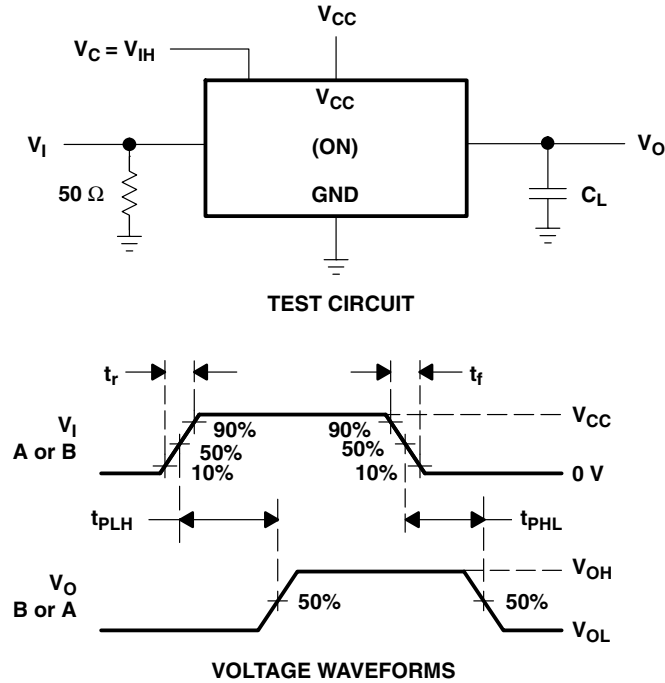 V_CC
V_C = V_IH
V_CC
V_I
(ON)
V_O
50 Ω
GND
C_L
TEST CIRCUIT
t_r
t_f
V_I
A or B
90%
90%
V_CC
50%
50%
10%
10%
0 V
t_PLH
t_PHL
V_O
B or A
V_OH
50%
50%
V_OL
VOLTAGE WAVEFORMS